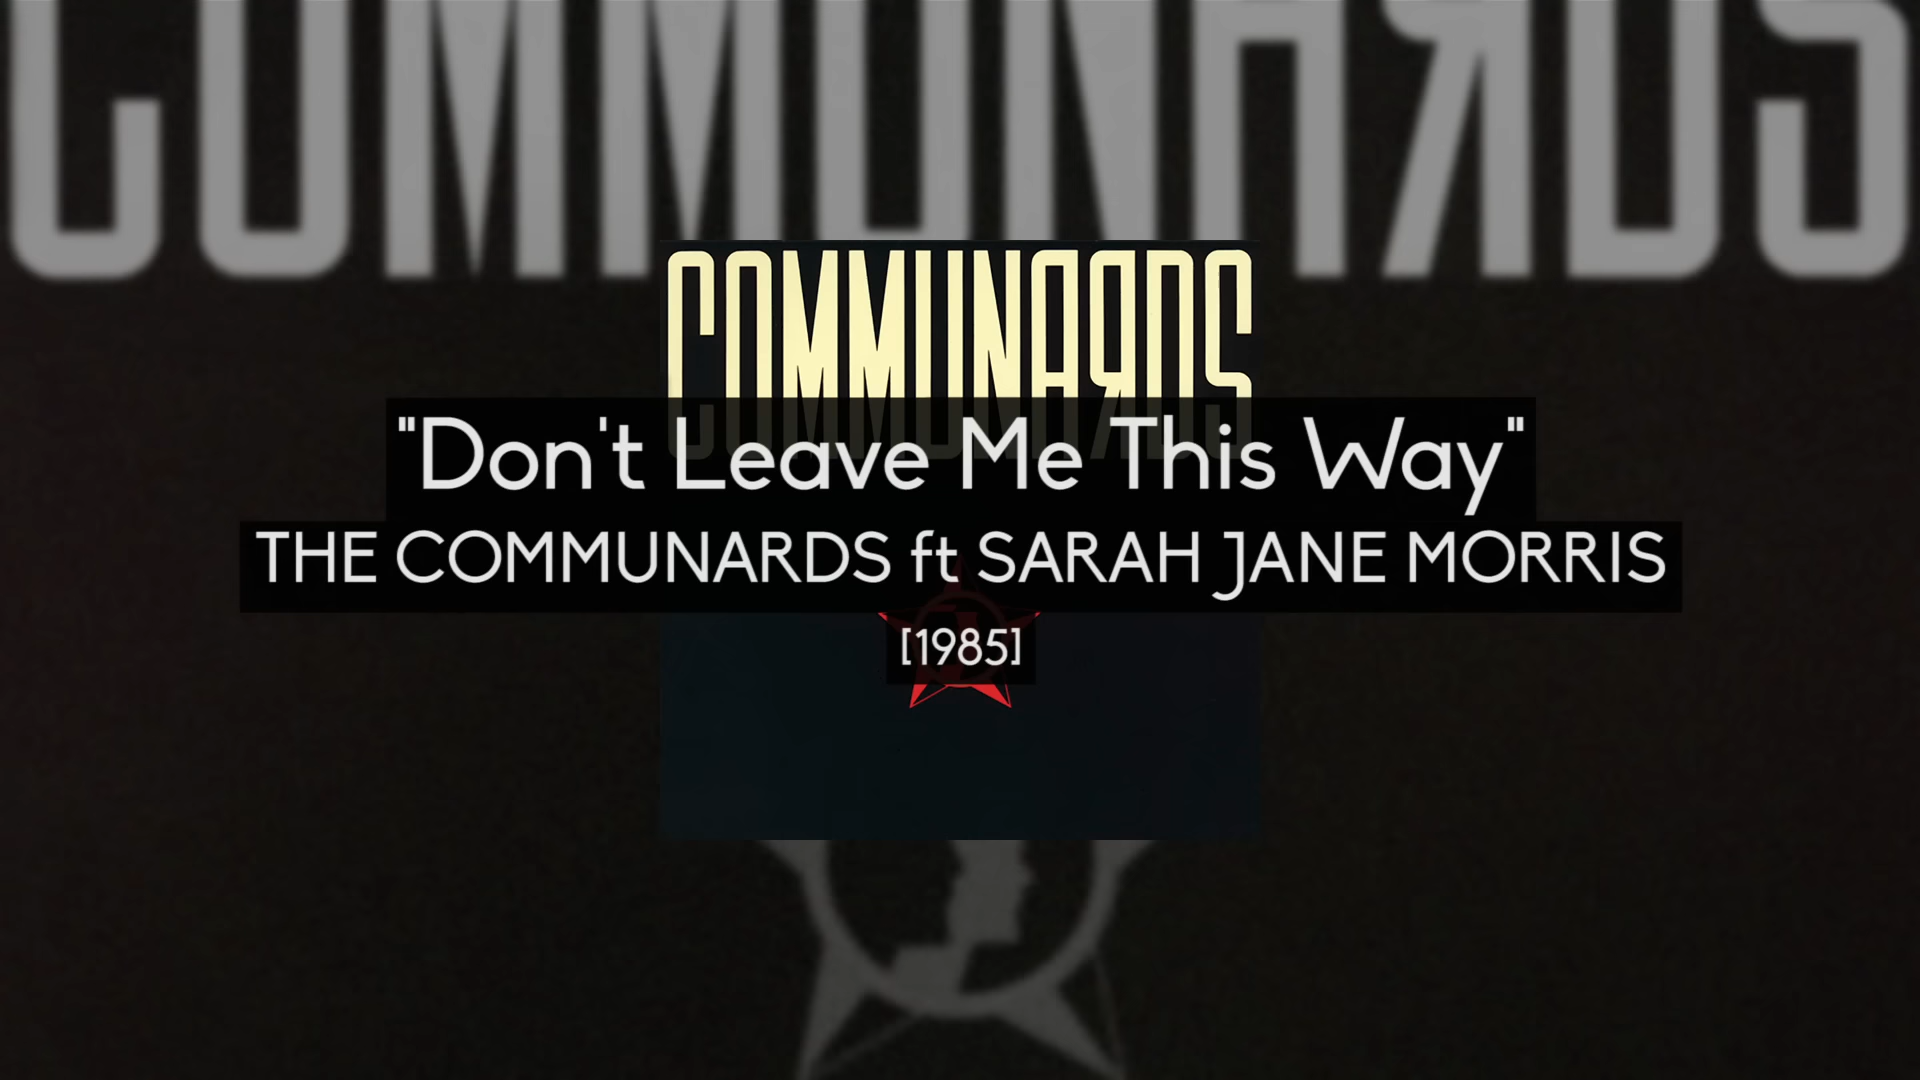 COMMUNARDS
COMMUNARDS
"Don't Leave Me This Way"
THE COMMUNARDS ft SARAH JANE MORRIS
[1985]